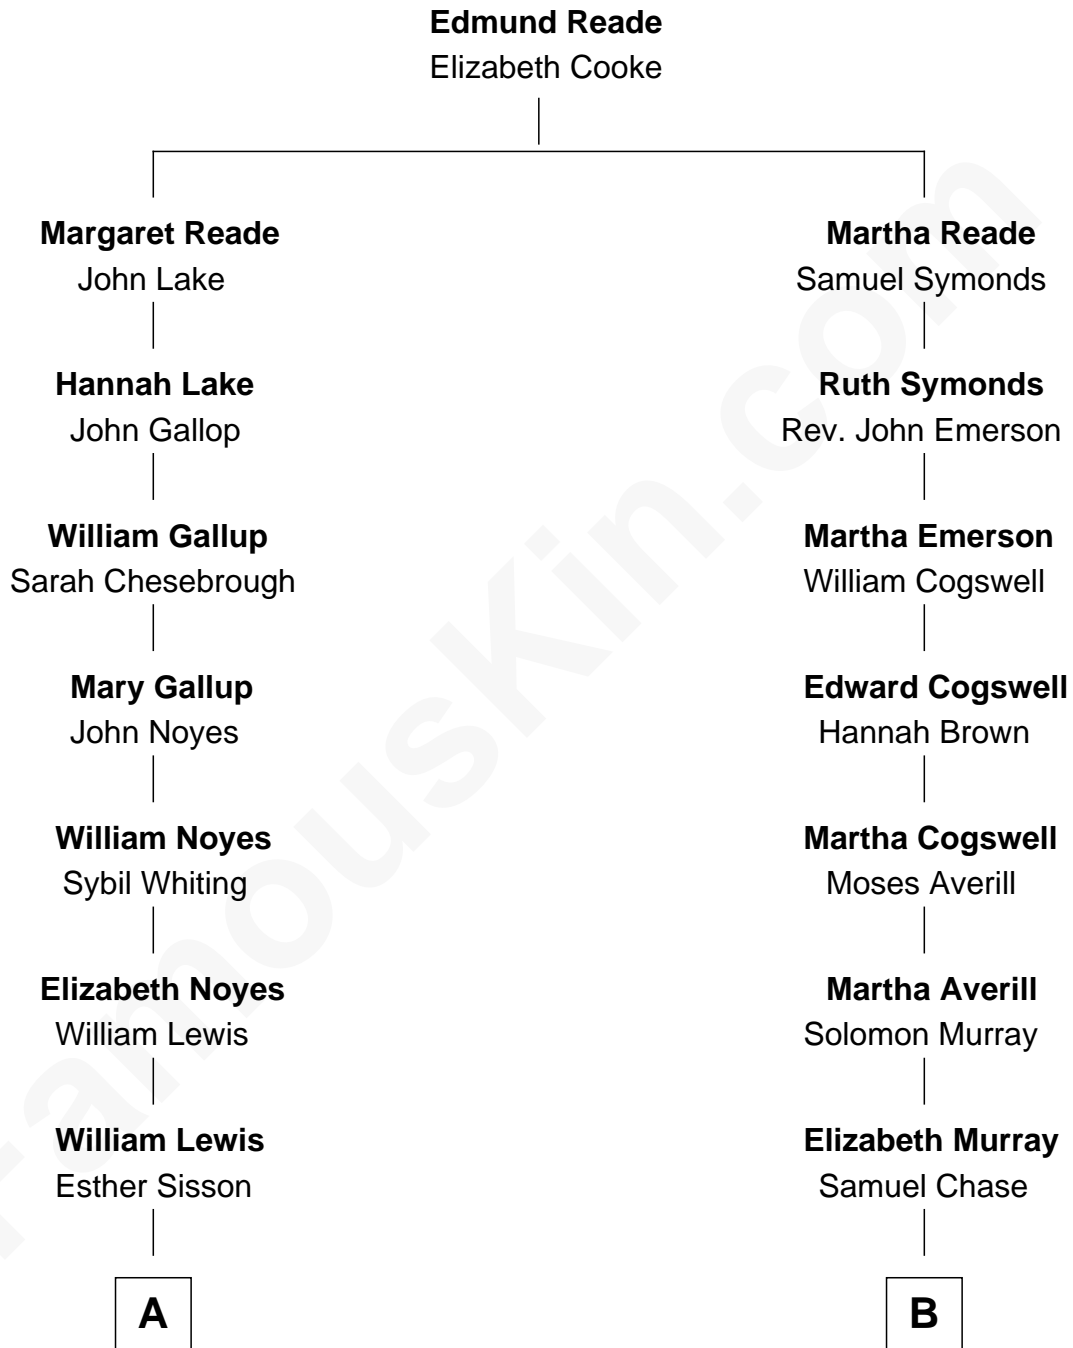 Edmund Reade
Elizabeth Cooke
Margaret Reade
John Lake
Martha Reade
Samuel Symonds
Hannah Lake
John Gallop
Ruth Symonds
Rev. John Emerson
William Gallup
Sarah Chesebrough
Martha Emerson
William Cogswell
Mary Gallup
John Noyes
Edward Cogswell
Hannah Brown
William Noyes
Sybil Whiting
Martha Cogswell
Moses Averill
Elizabeth Noyes
William Lewis
Martha Averill
Solomon Murray
William Lewis
Esther Sisson
Elizabeth Murray
Samuel Chase
A
B
FamousKin.com